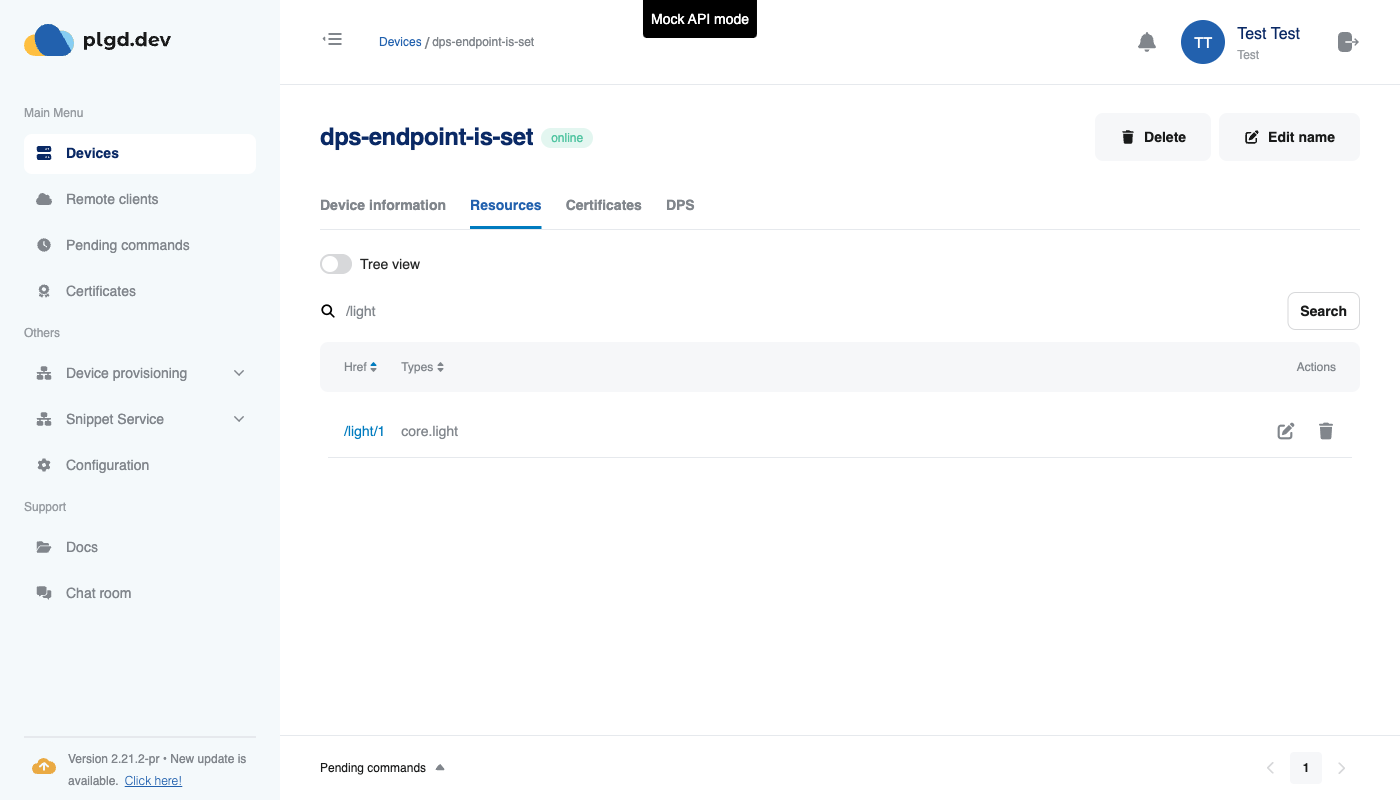 plgd.dev
Mock API mode
Devices / dps-endpoint-is-set
TT
Test Test
Test
Main Menu
Devices
Remote clients
Pending commands
Certificates
Others
Device provisioning
Snippet Service
Configuration
Support
Docs
Chat room
Version 2.21.2-pr • New update is
available. Click here!
dps-endpoint-is-set online
Delete
Edit name
Device information Resources Certificates DPS
Tree view
/light
Search
Href Types Actions
/light/1 core.light
Pending commands
1